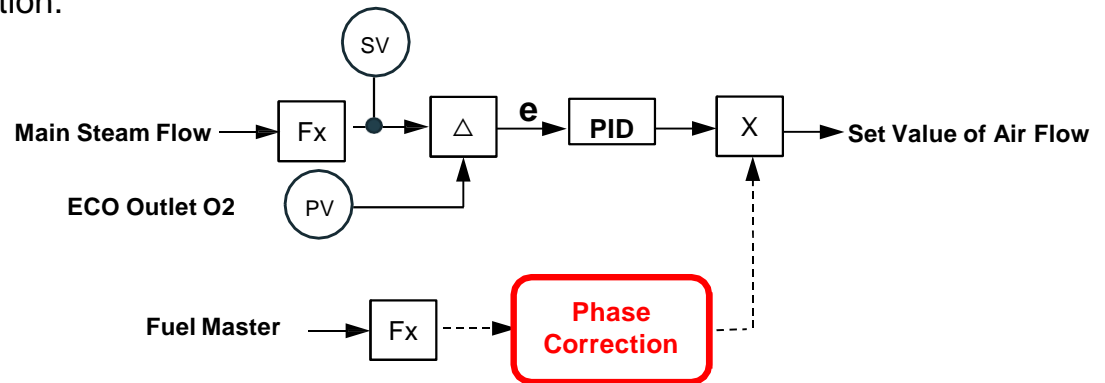 tion:
SV
Main Steam Flow
Fx
△
e
PID
X
Set Value of Air Flow
ECO Outlet O2
PV
Fuel Master
Fx
Phase
Correction